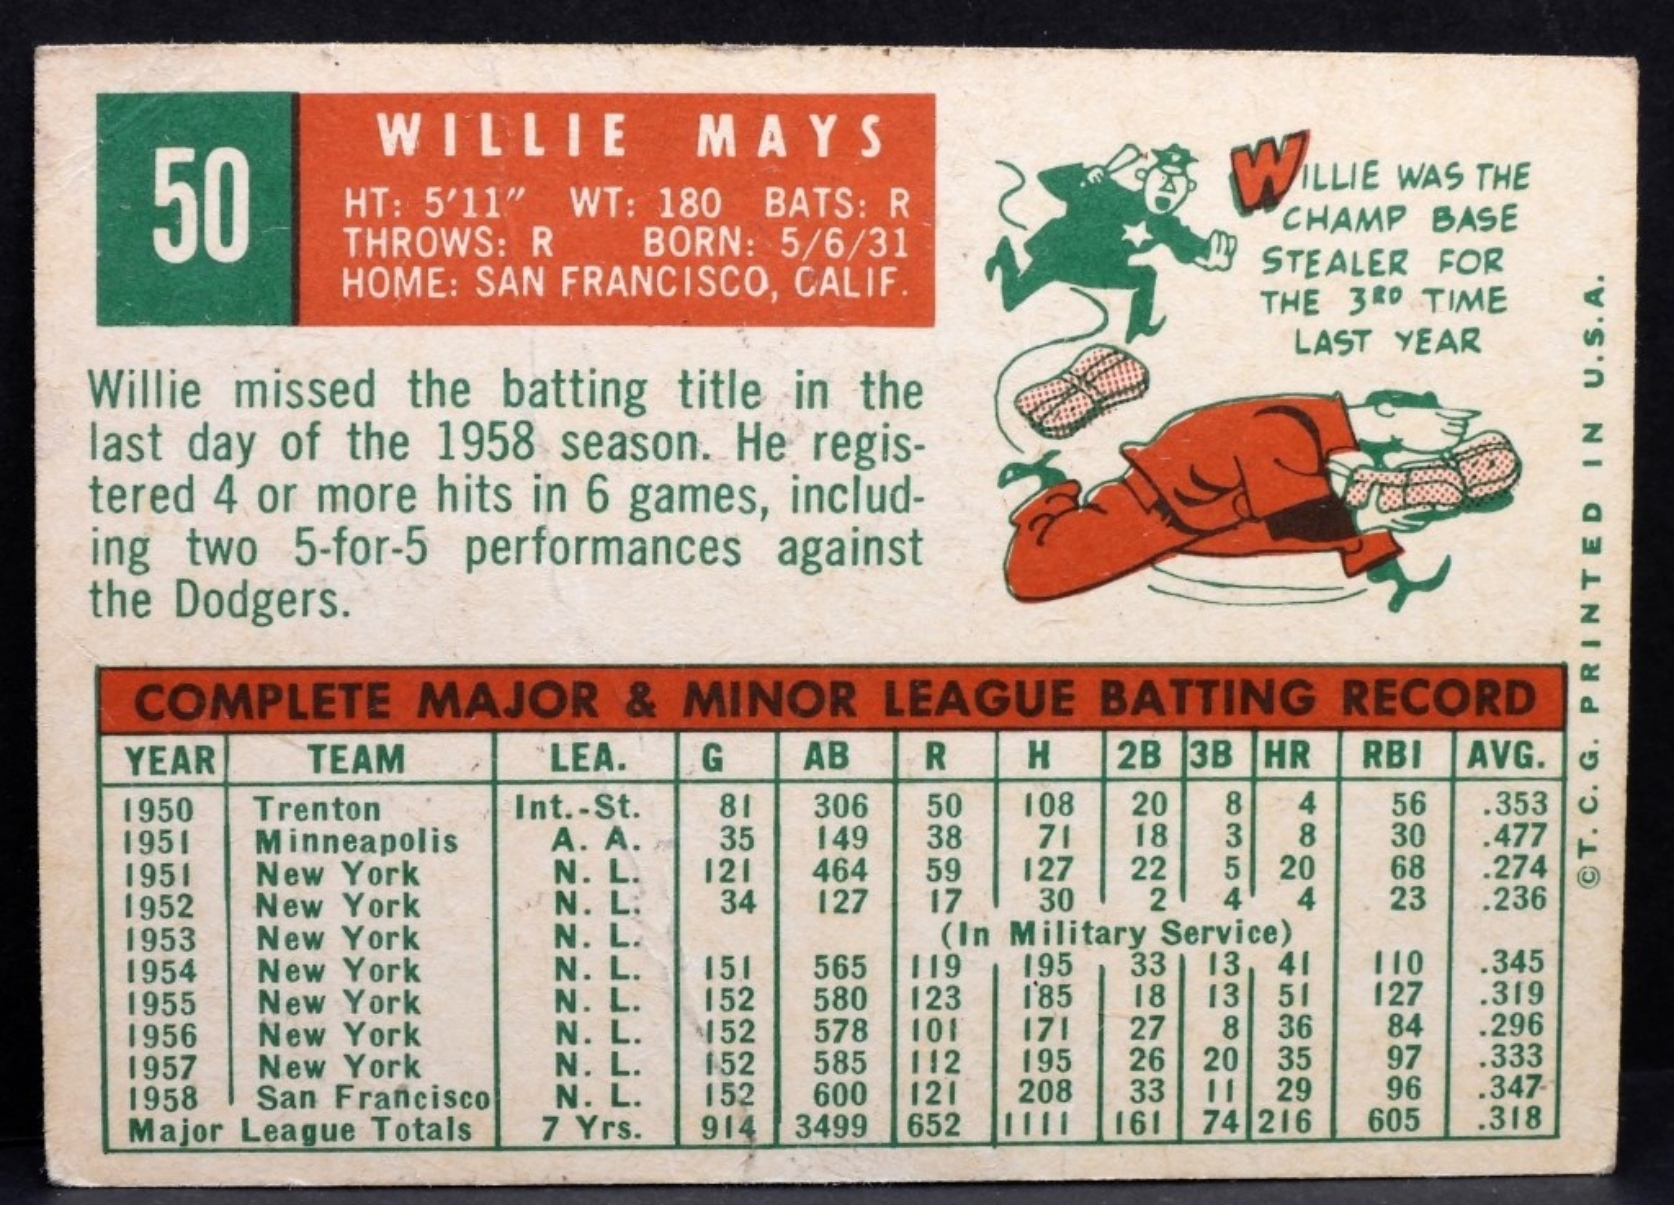 50
WILLIE MAYS
HT: 5'11" WT: 180 BATS: R
THROWS: R BORN: 5/6/31
HOME: SAN FRANCISCO, CALIF.
Willie missed the batting title in the
last day of the 1958 season. He regis-
tered 4 or more hits in 6 games, includ-
ing two 5-for-5 performances against
the Dodgers.
WILLIE WAS THE
CHAMP BASE
STEALER FOR
THE 3RD TIME
LAST YEAR
COMPLETE MAJOR & MINOR LEAGUE BATTING RECORD
YEAR TEAM LEA. G AB R H 2B 3B HR RBI AVG.
1950 Trenton Int.-St. 81 306 50 108 20 8 4 56 .353
1951 Minneapolis A. A. 35 149 38 71 18 3 8 30 .477
1951 New York N. L. 121 464 59 127 22 5 20 68 .274
1952 New York N. L. 34 127 17 30 2 4 4 23 .236
1953 New York N. L. (In Military Service)
1954 New York N. L. 151 565 119 195 33 13 41 110 .345
1955 New York N. L. 152 580 123 185 18 13 51 127 .319
1956 New York N. L. 152 578 101 171 27 8 36 84 .296
1957 New York N. L. 152 585 112 195 26 20 35 97 .333
1958 San Francisco N. L. 152 600 121 208 33 11 29 96 .347
Major League Totals 7 Yrs. 914 3499 652 1111 161 74 216 605 .318
©T. C. G. PRINTED IN U.S.A.